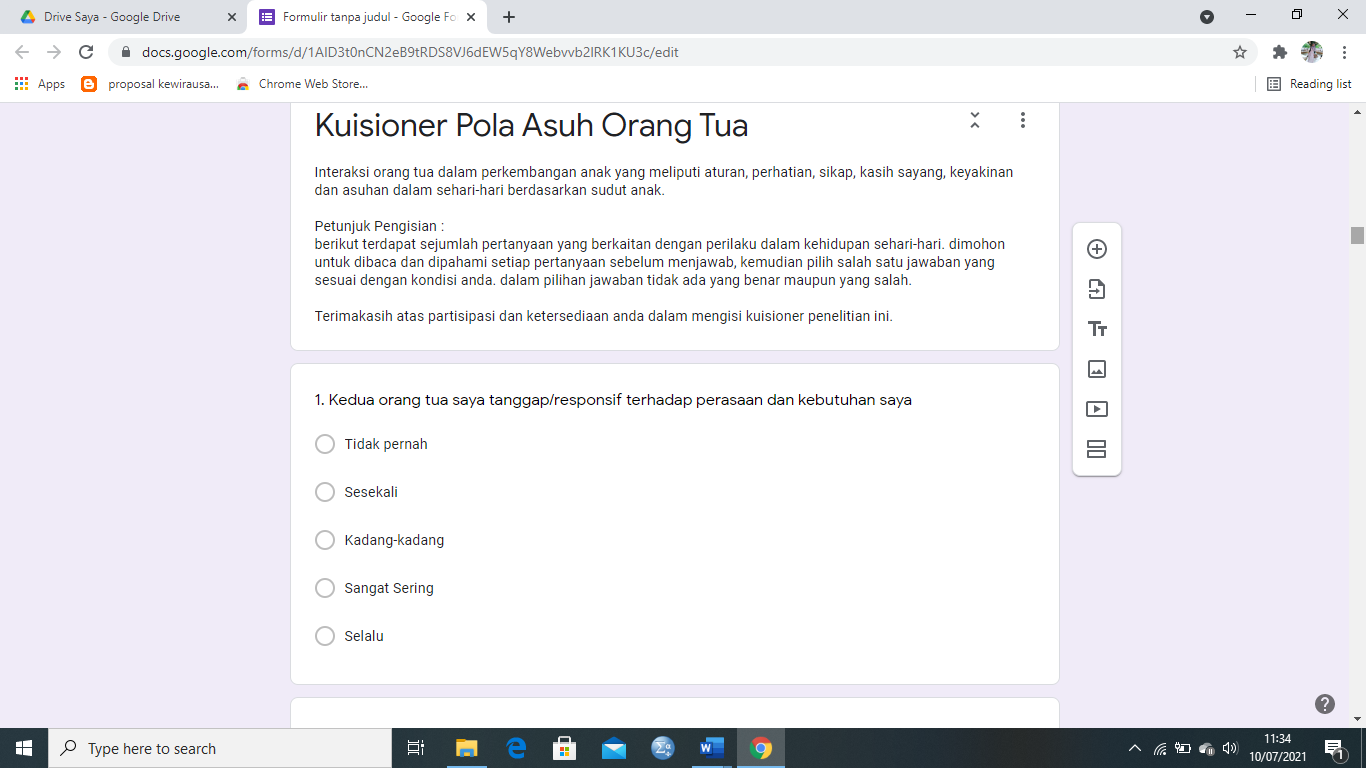 Drive Saya - Google Drive
Formulir tanpa judul - Google Fo
docs.google.com/forms/d/1AID3t0nCN2eB9tRDS8VJ6dEW5qY8Webvvb2lRK1KU3c/edit
Apps
proposal kewirausa...
Chrome Web Store...
Reading list
Kuisioner Pola Asuh Orang Tua
Interaksi orang tua dalam perkembangan anak yang meliputi aturan, perhatian, sikap, kasih sayang, keyakinan
dan asuhan dalam sehari-hari berdasarkan sudut anak.
Petunjuk Pengisian :
berikut terdapat sejumlah pertanyaan yang berkaitan dengan perilaku dalam kehidupan sehari-hari. dimohon
untuk dibaca dan dipahami setiap pertanyaan sebelum menjawab, kemudian pilih salah satu jawaban yang
sesuai dengan kondisi anda. dalam pilihan jawaban tidak ada yang benar maupun yang salah.
Terimakasih atas partisipasi dan ketersediaan anda dalam mengisi kuisioner penelitian ini.
1. Kedua orang tua saya tanggap/responsif terhadap perasaan dan kebutuhan saya
Tidak pernah
Sesekali
Kadang-kadang
Sangat Sering
Selalu
Type here to search
11:34
10/07/2021
1